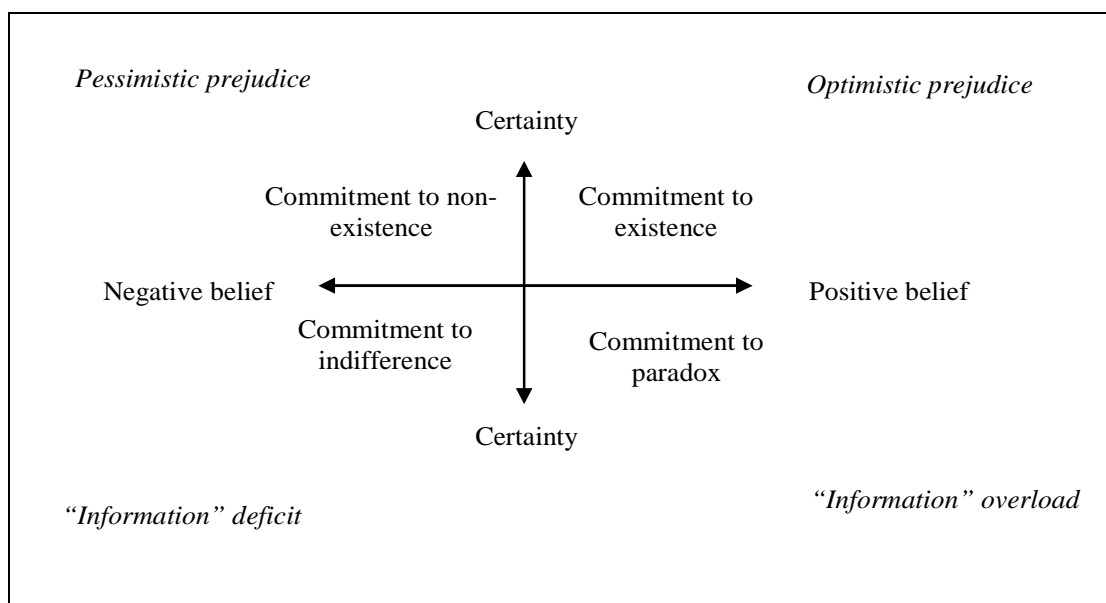 Pessimistic prejudice
Optimistic prejudice
Certainty
Commitment to non-
existence
Commitment to
existence
Negative belief
Positive belief
Commitment to
indifference
Commitment to
paradox
Certainty
“Information” deficit
“Information” overload